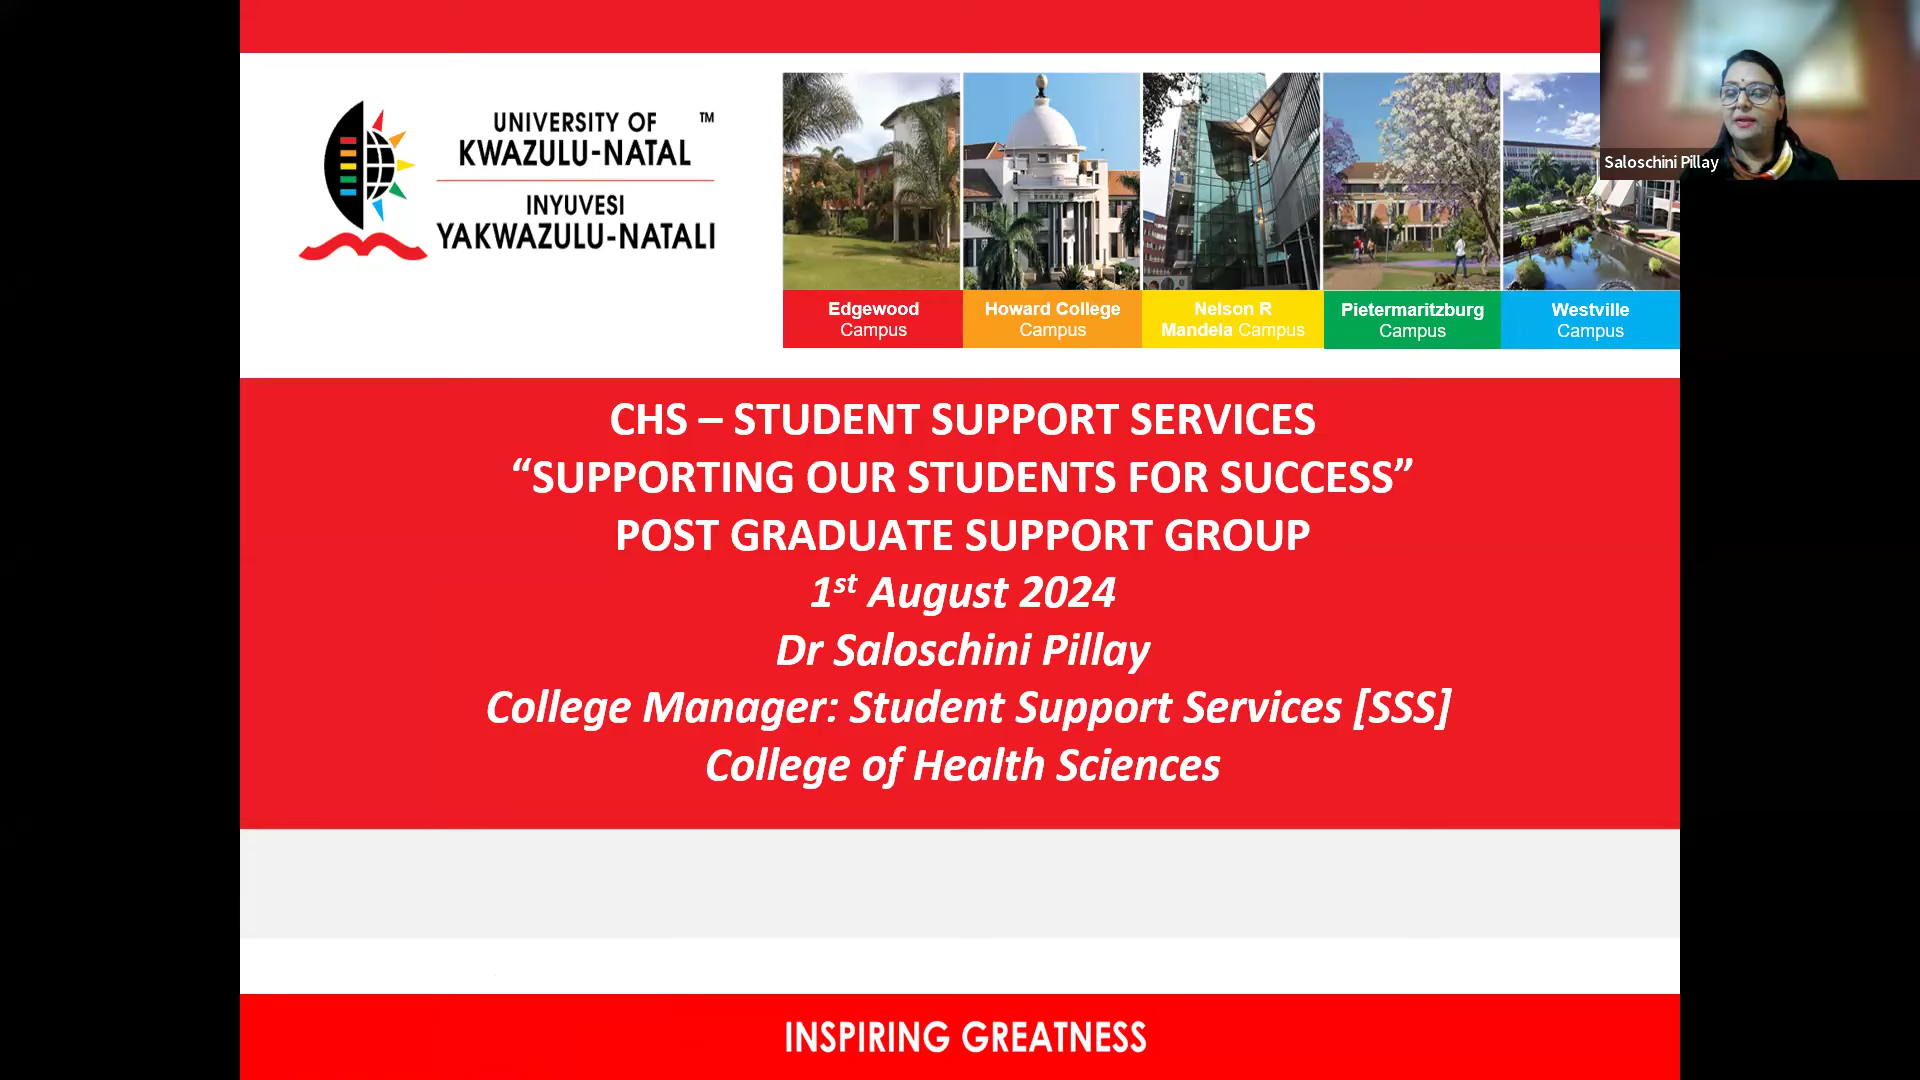 UNIVERSITY OF ™
KWAZULU-NATAL
INYUVESI
YAKWAZULU-NATALI
Edgewood
Campus
Howard College
Campus
Nelson R
Mandela Campus
Pietermaritzburg
Campus
Westville
Campus
Saloschini Pillay
CHS – STUDENT SUPPORT SERVICES
“SUPPORTING OUR STUDENTS FOR SUCCESS”
POST GRADUATE SUPPORT GROUP
1st August 2024
Dr Saloschini Pillay
College Manager: Student Support Services [SSS]
College of Health Sciences
INSPIRING GREATNESS